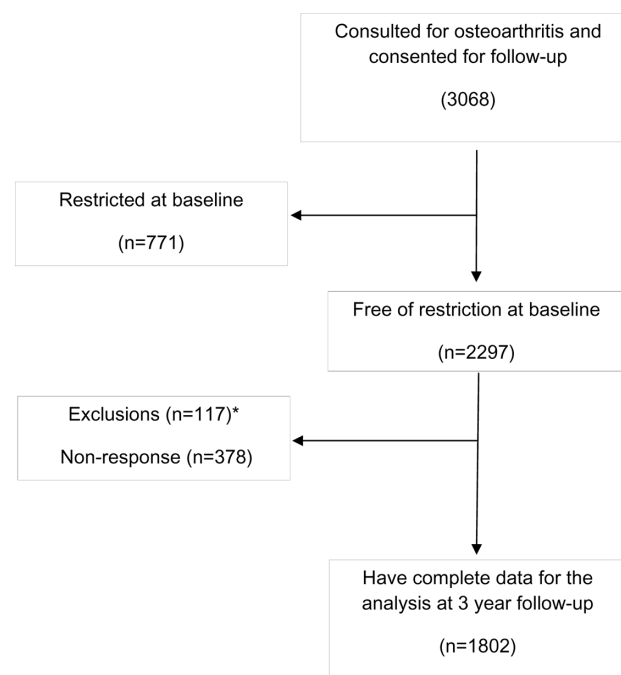 Consulted for osteoarthritis and
consented for follow-up
(3068)
Restricted at baseline
(n=771)
Free of restriction at baseline
(n=2297)
Exclusions (n=117)*
Non-response (n=378)
Have complete data for the
analysis at 3 year follow-up
(n=1802)